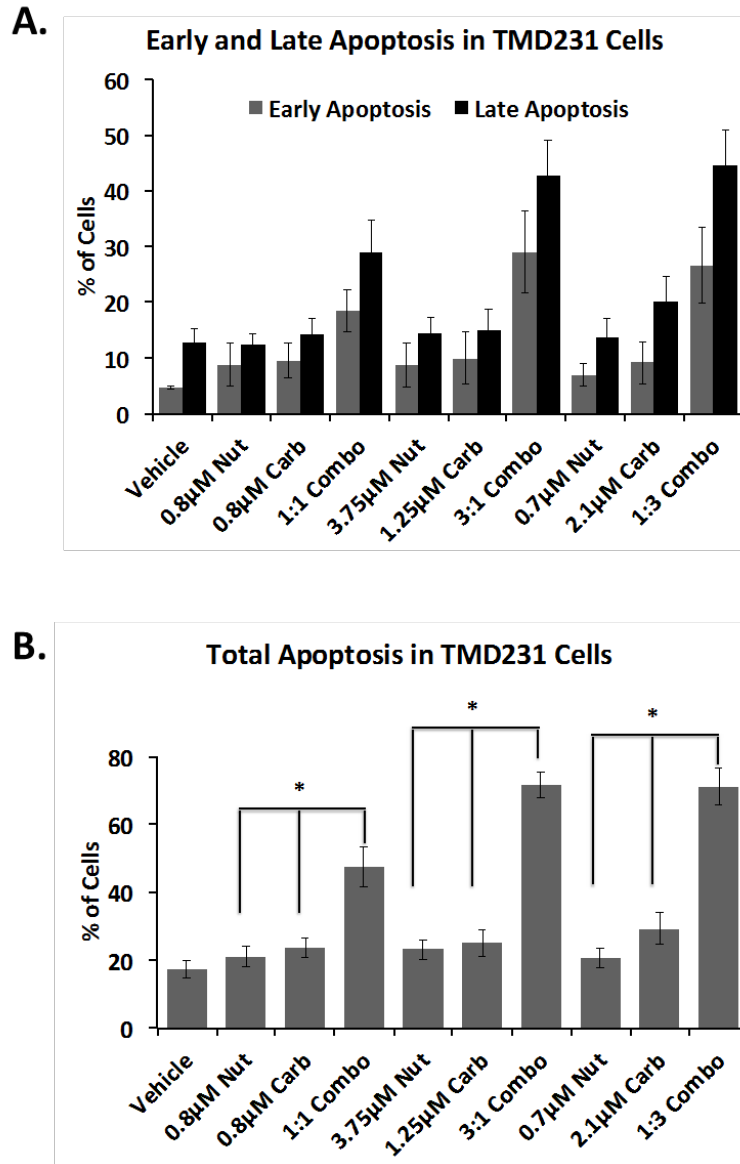 A.
Early and Late Apoptosis in TMD231 Cells
60
Early Apoptosis Late Apoptosis
50
40
30
20
10
0
% of Cells
Vehicle
0.8µM Nut
0.8µM Carb
1:1 Combo
3.75µM Nut
1.25µM Carb
3:1 Combo
0.7µM Nut
2.1µM Carb
1:3 Combo
B.
Total Apoptosis in TMD231 Cells
* * *
80
60
40
20
0
% of Cells
Vehicle
0.8µM Nut
0.8µM Carb
1:1 Combo
3.75µM Nut
1.25µM Carb
3:1 Combo
0.7µM Nut
2.1µM Carb
1:3 Combo